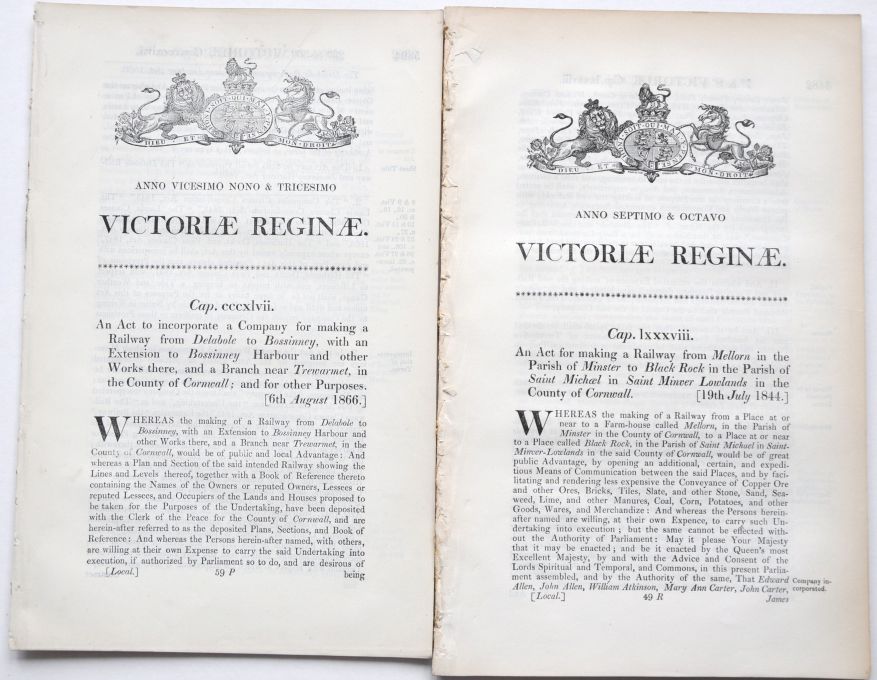 DIEU ET MON DROIT
ANNO VICESIMO NONO & TRICESIMO
VICTORIÆ REGINÆ.
Cap. cccxlvii.
An Act to incorporate a Company for making a
Railway from Delabole to Bossinney, with an
Extension to Bossinney Harbour and other
Works there, and a Branch near Trewarmet, in
the County of Cornwall; and for other Purposes.
[6th August 1866.]
WHEREAS the making of a Railway from Delabole to
Bossinney, with an Extension to Bossinney Harbour and
other Works there, and a Branch near Trewarmet, in the
County of Cornwall, would be of public and local Advantage: And
whereas a Plan and Section of the said intended Railway showing the
Lines and Levels thereof, together with a Book of Reference thereto
containing the Names of the Owners or reputed Owners, Lessees or
reputed Lessees, and Occupiers of the Lands and Houses proposed to
be taken for the Purposes of the Undertaking, have been deposited
with the Clerk of the Peace for the County of Cornwall, and are
herein-after referred to as the deposited Plans, Sections, and Book of
Reference: And whereas the Persons herein-after named, with others,
are willing at their own Expense to carry the said Undertaking into
execution, if authorized by Parliament so to do, and are desirous of
[Local.] 59 P being
DIEU ET MON DROIT
ANNO SEPTIMO & OCTAVO
VICTORIÆ REGINÆ.
Cap. lxxxviii.
An Act for making a Railway from Mellorn in the
Parish of Minster to Black Rock in the Parish of
Saint Michael in Saint Minver Lowlands in the
County of Cornwall. [19th July 1844.]
WHEREAS the making of a Railway from a Place at or
near to a Farm-house called Mellorn, in the Parish of
Minster in the County of Cornwall, to a Place at or near
to a Place called Black Rock, in the Parish of Saint Michael in Saint-
Minver-Lowlands in the said County of Cornwall, would be of great
public Advantage, by opening an additional, certain, and expedi-
tious Means of Communication between the said Places, and by faci-
litating and rendering less expensive the Conveyance of Copper Ore
and other Ores, Bricks, Tiles, Slate, and other Stone, Sand, Sea-
weed, Lime, and other Manures, Coal, Corn, Potatoes, and other
Goods, Wares, and Merchandize: And whereas the Persons herein-
after named are willing, at their own Expence, to carry such Un-
dertaking into execution; but the same cannot be effected with-
out the Authority of Parliament: May it please Your Majesty
that it may be enacted; and be it enacted by the Queen's most
Excellent Majesty, by and with the Advice and Consent of the
Lords Spiritual and Temporal, and Commons, in this present Parlia-
ment assembled, and by the Authority of the same, That Edward
Allen, John Allen, William Atkinson, Mary Ann Carter, John Carter,
Company in-
corporated.
[Local.] 49 R James